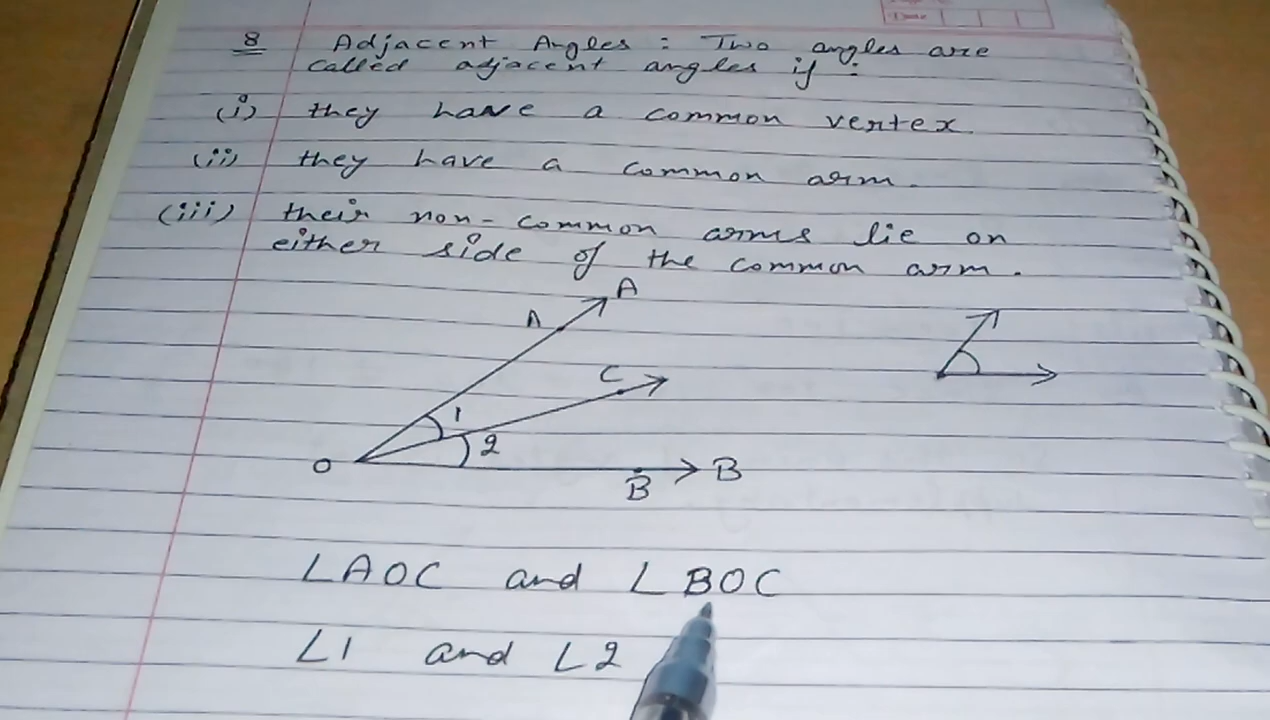 Date
8 Adjacent Angles : Two angles are
called adjacent angles if :
(i) they have a common vertex.
(ii) they have a common arm.
(iii) their non-common arms lie on
either side of the common arm.
A
A
C
1
2
O
B
B
∠AOC and ∠BOC
∠1 and ∠2